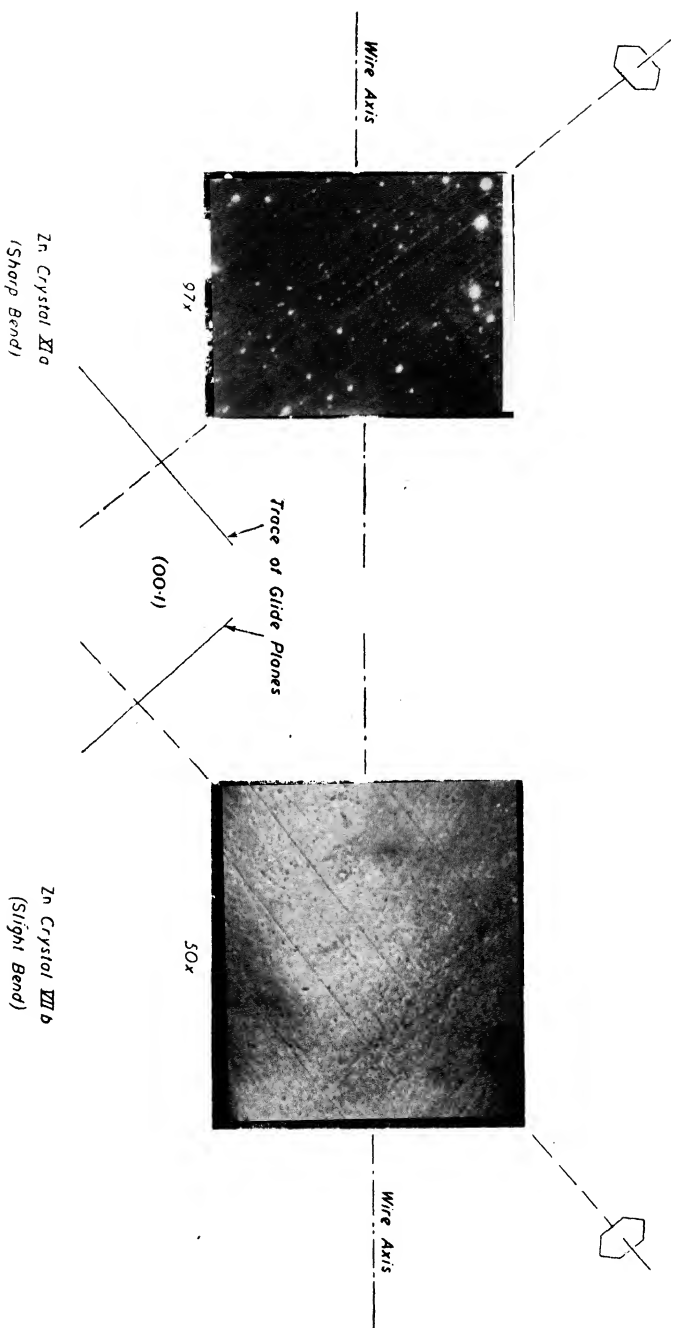 Wire Axis
Wire Axis
Trace of Glide Planes
97x
50x
(00·1)
Zn Crystal XIa
(Sharp Bend)
Zn Crystal VIIb
(Slight Bend)